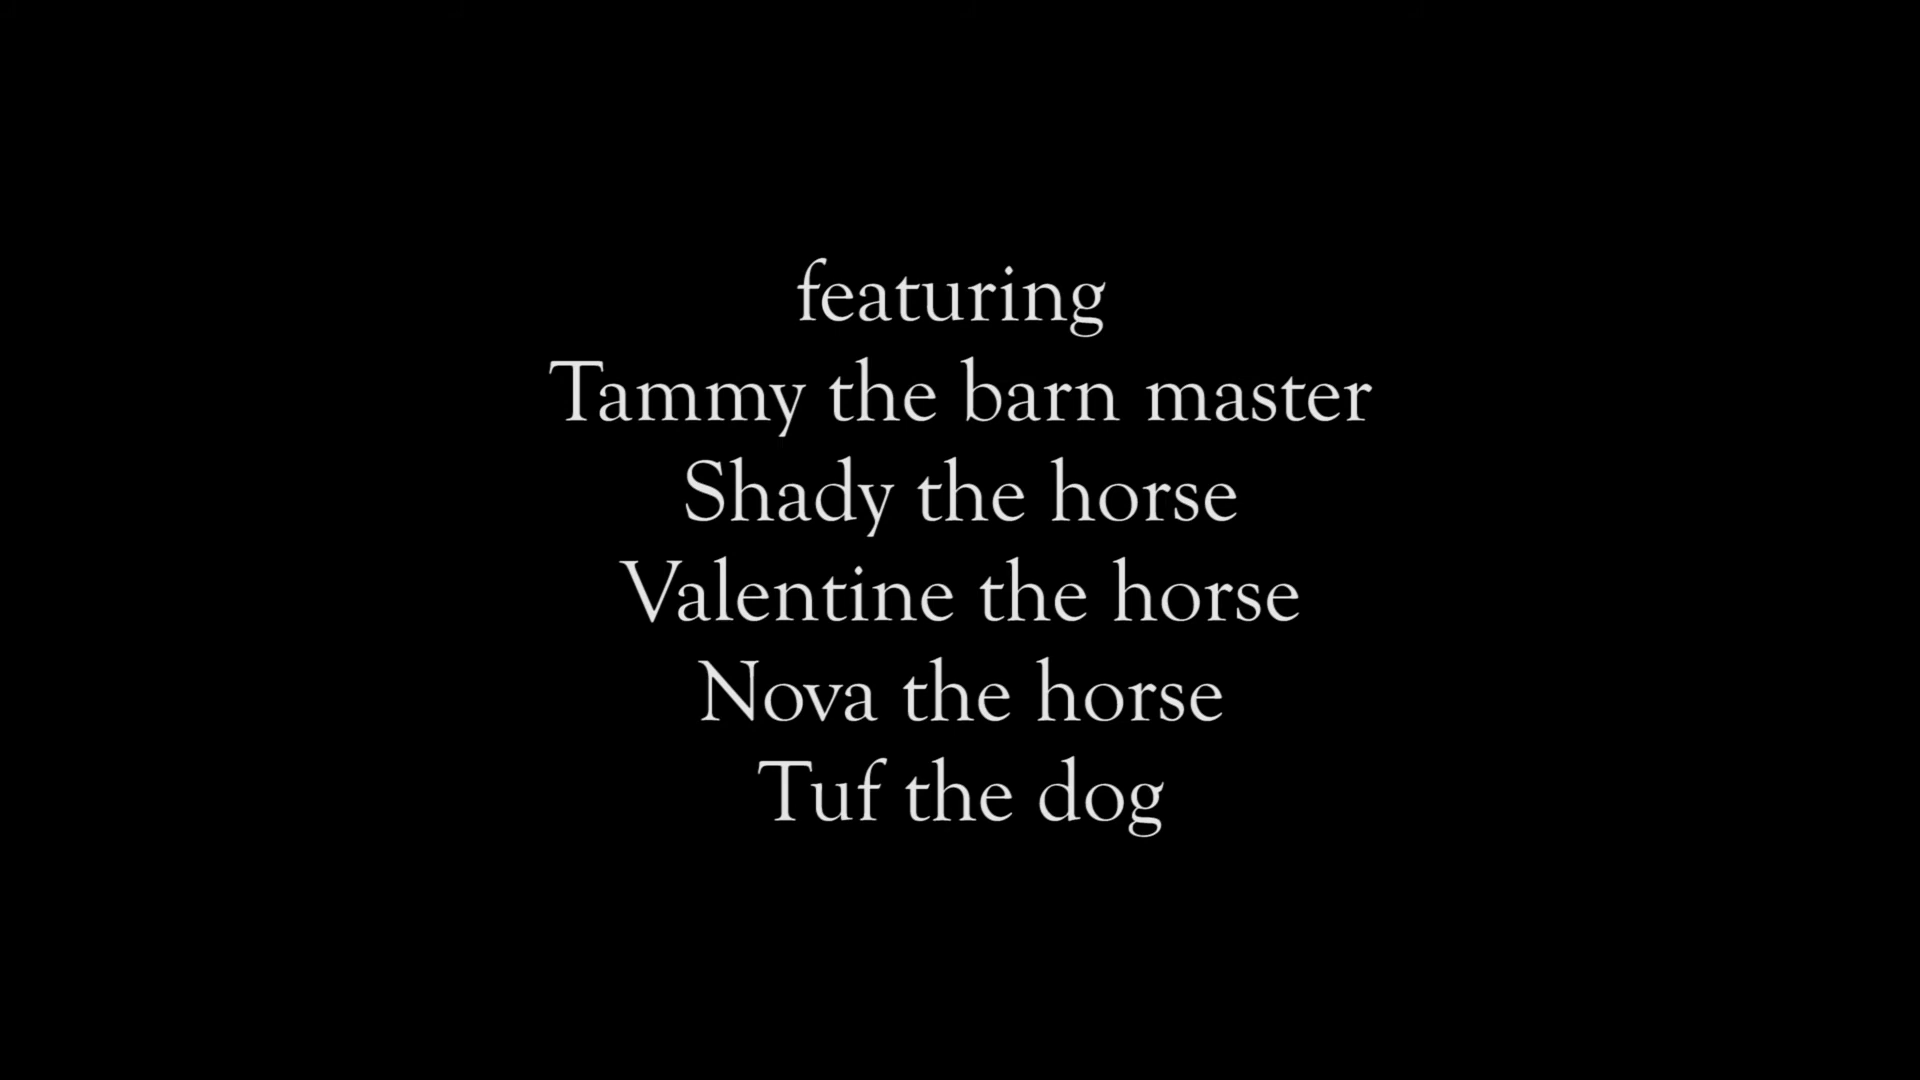 featuring
Tammy the barn master
Shady the horse
Valentine the horse
Nova the horse
Tuf the dog